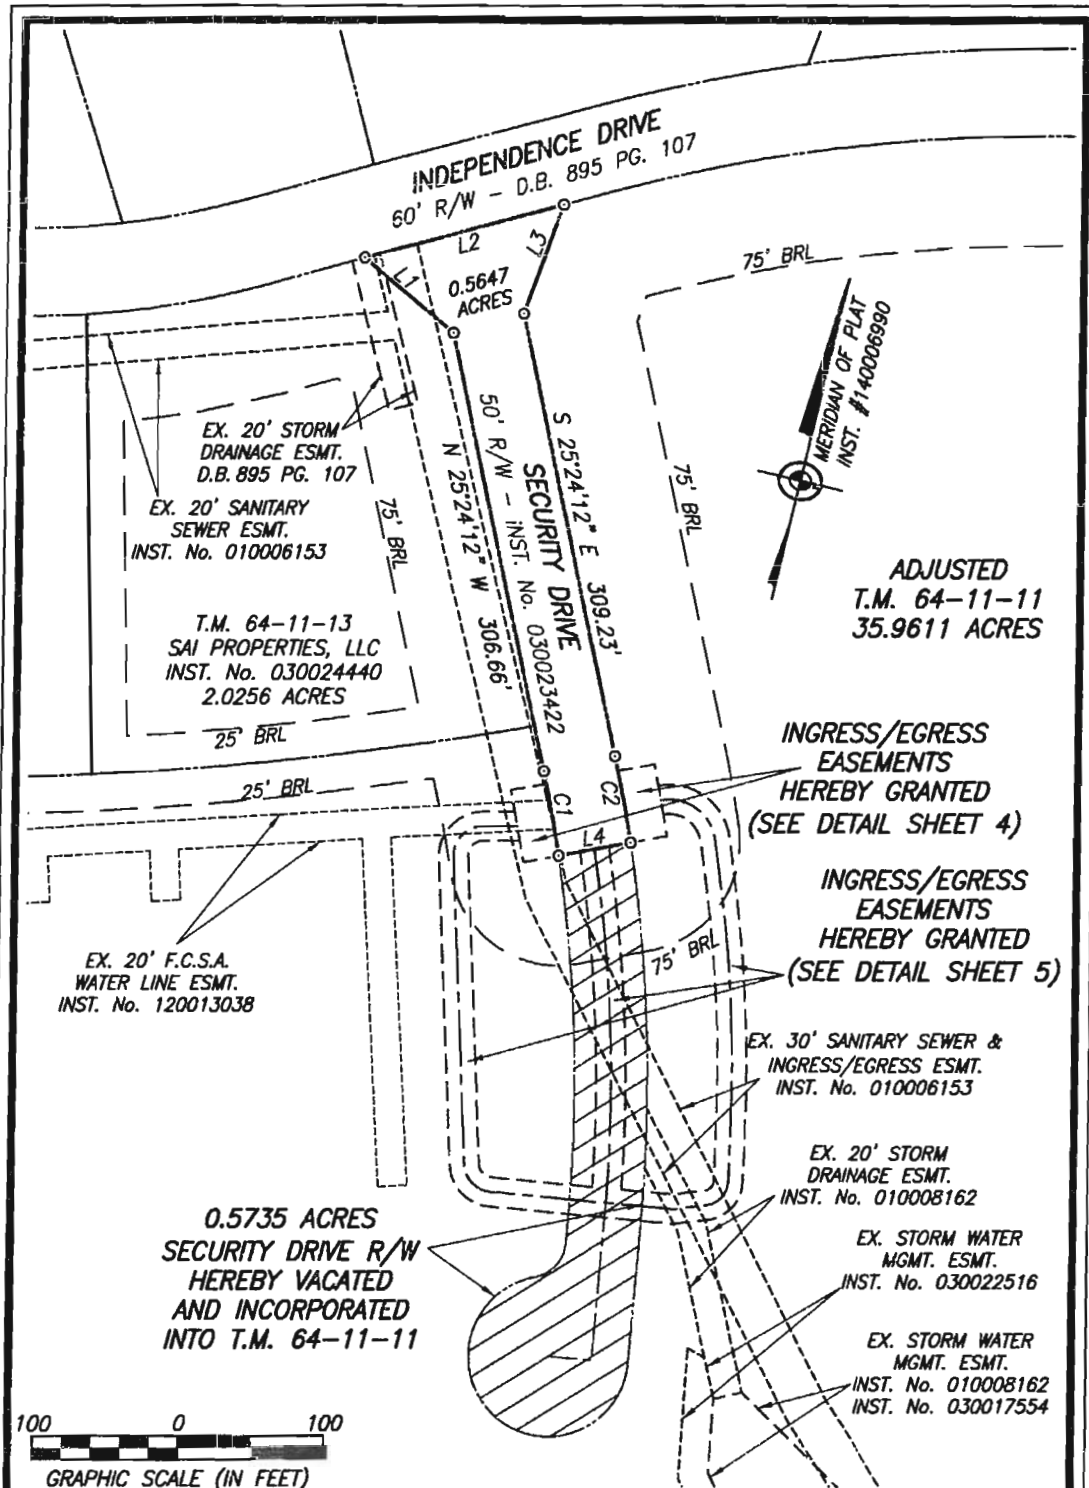 INDEPENDENCE DRIVE
60' R/W - D.B. 895 PG. 107
L2
L3
L1
0.5647
ACRES
75' BRL
MERIDIAN OF PLAT
INST. #140006990
EX. 20' STORM
DRAINAGE ESMT.
D.B. 895 PG. 107
EX. 20' SANITARY
SEWER ESMT.
INST. No. 010006153
75' BRL
N 25°24'12" W 306.66'
50' R/W - INST. No. 030023422
SECURITY DRIVE
S 25°24'12" E 309.23'
75' BRL
ADJUSTED
T.M. 64-11-11
35.9611 ACRES
T.M. 64-11-13
SAI PROPERTIES, LLC
INST. No. 030024440
2.0256 ACRES
25' BRL
25' BRL
INGRESS/EGRESS
EASEMENTS
HEREBY GRANTED
(SEE DETAIL SHEET 4)
C1
C2
L4
INGRESS/EGRESS
EASEMENTS
HEREBY GRANTED
(SEE DETAIL SHEET 5)
75' BRL
EX. 20' F.C.S.A.
WATER LINE ESMT.
INST. No. 120013038
EX. 30' SANITARY SEWER &
INGRESS/EGRESS ESMT.
INST. No. 010006153
EX. 20' STORM
DRAINAGE ESMT.
INST. No. 010008162
0.5735 ACRES
SECURITY DRIVE R/W
HEREBY VACATED
AND INCORPORATED
INTO T.M. 64-11-11
EX. STORM WATER
MGMT. ESMT.
INST. No. 030022516
EX. STORM WATER
MGMT. ESMT.
INST. No. 010008162
INST. No. 030017554
100 0 100
GRAPHIC SCALE (IN FEET)